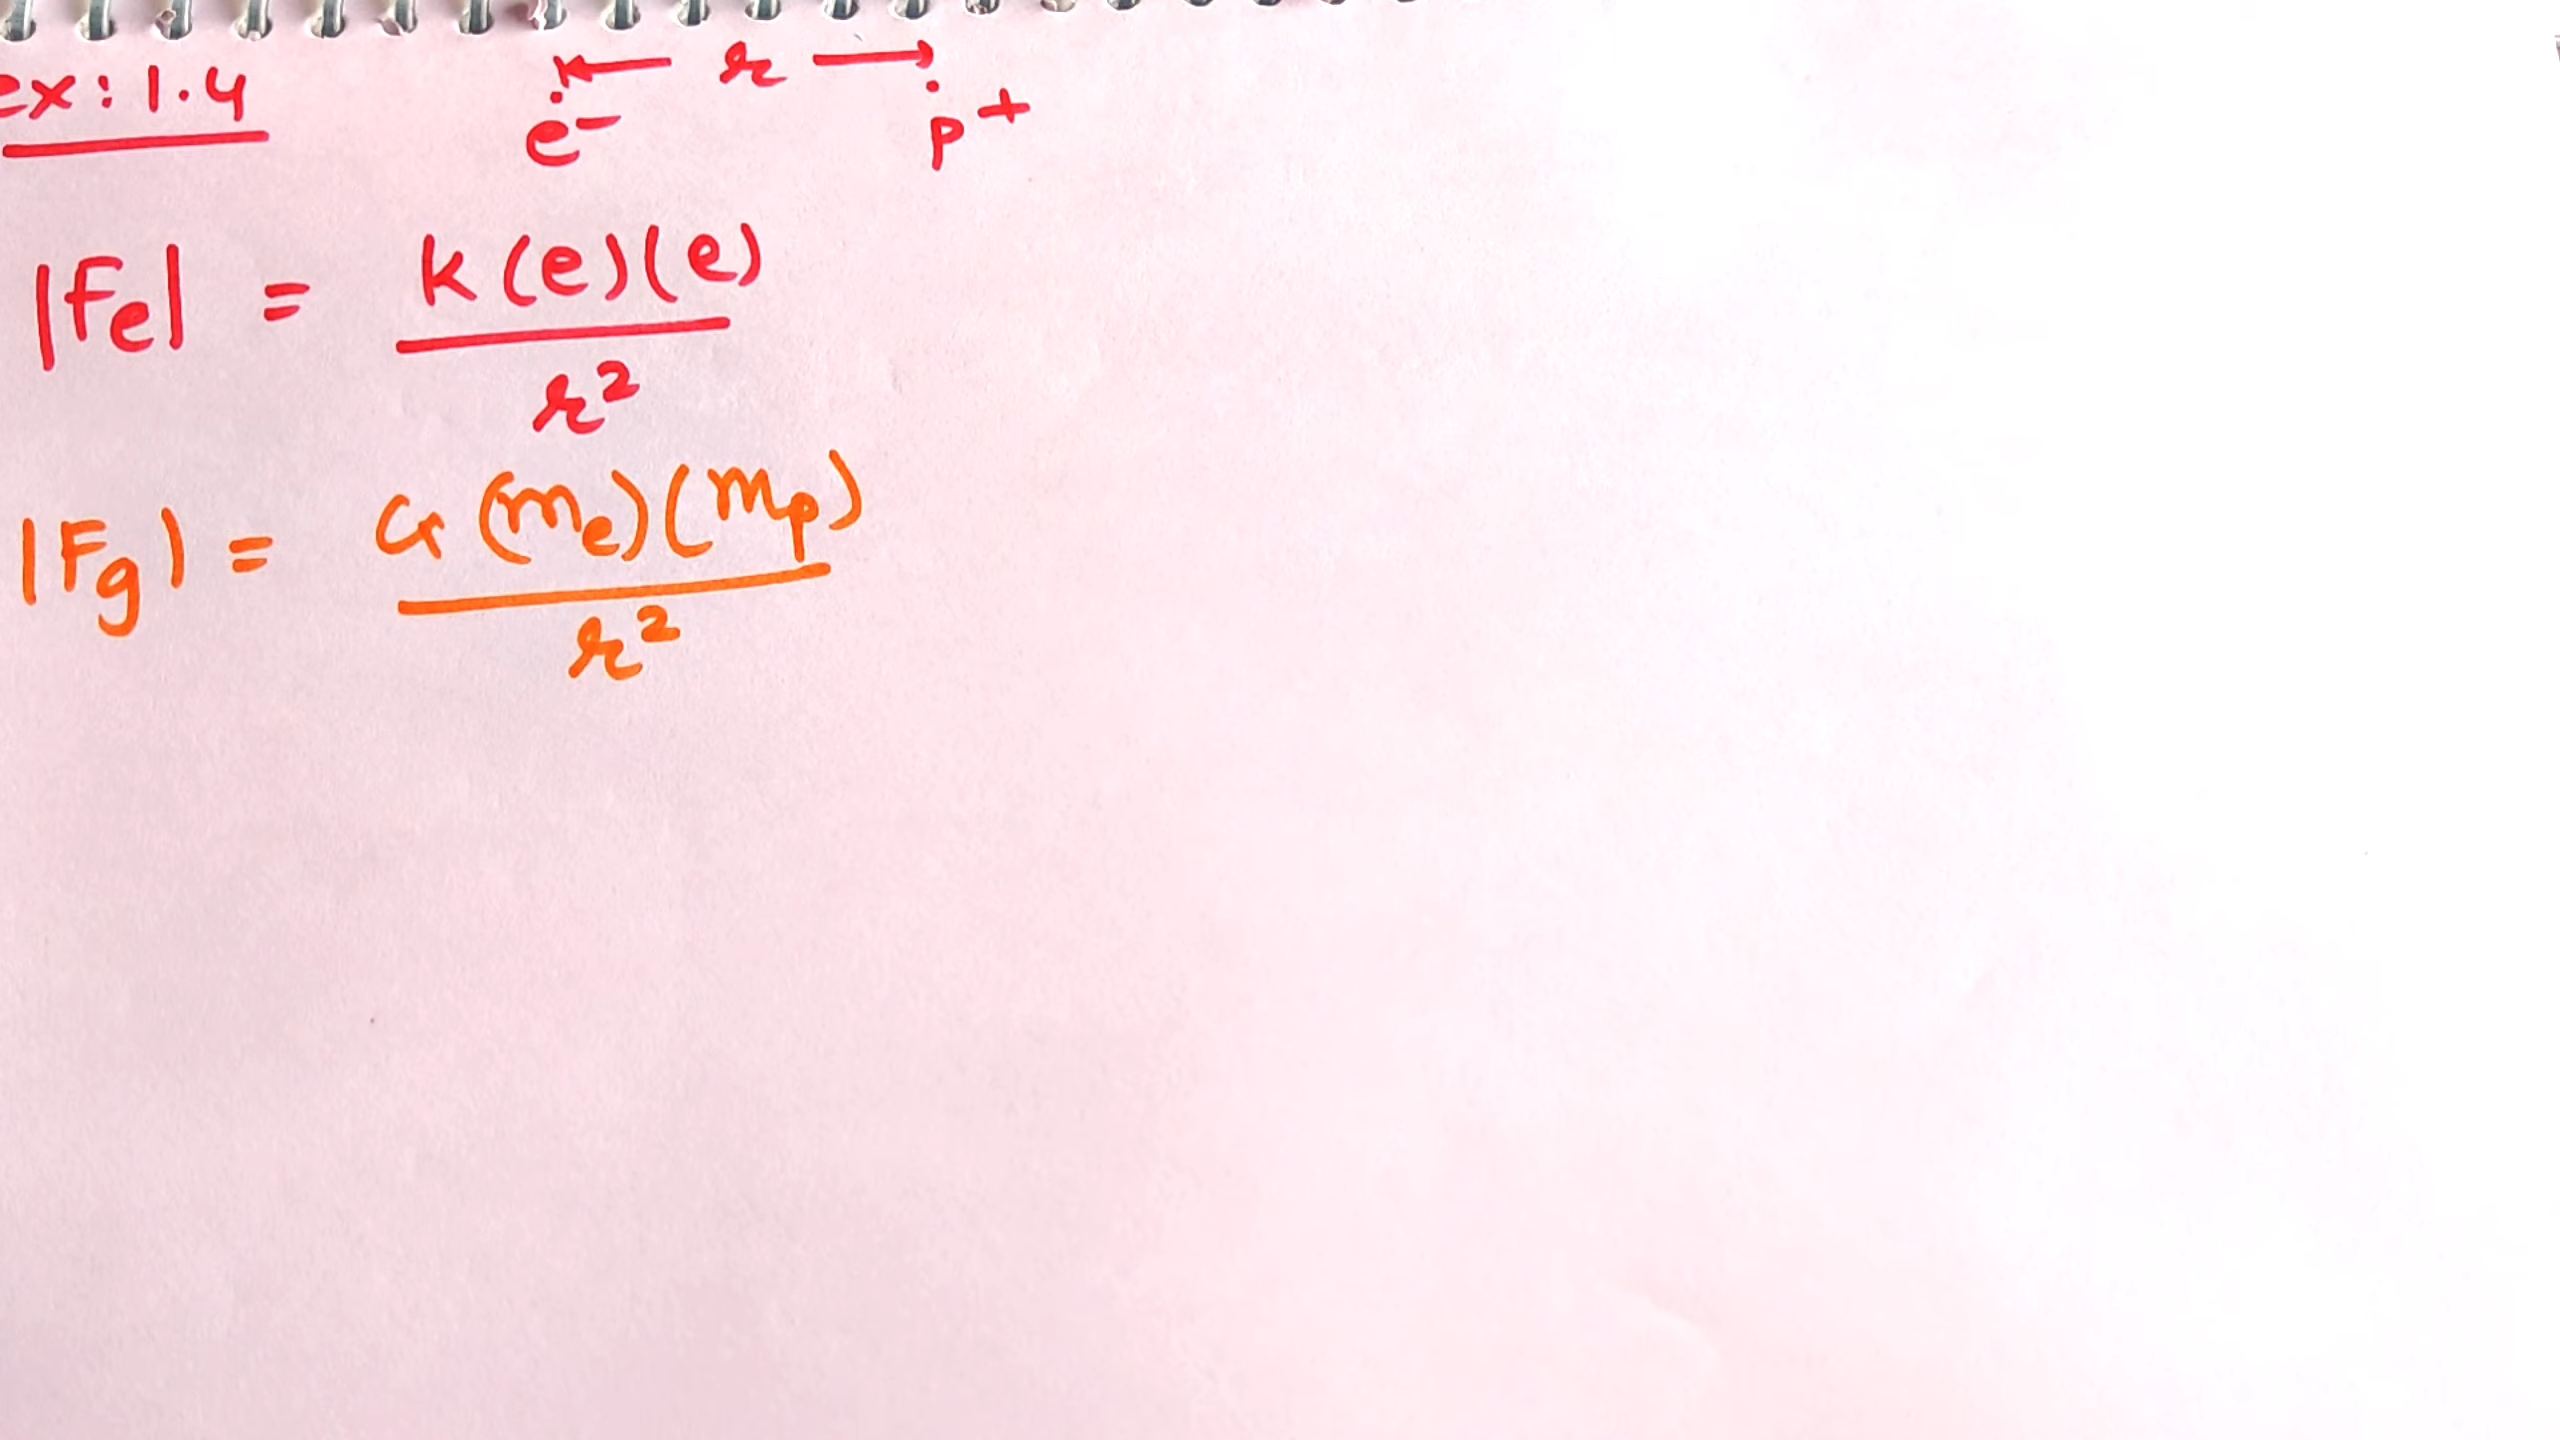 ex: 1.4
r
e⁻ p⁺
|Fe| = k(e)(e) / r²
|Fg| = G(me)(mp) / r²